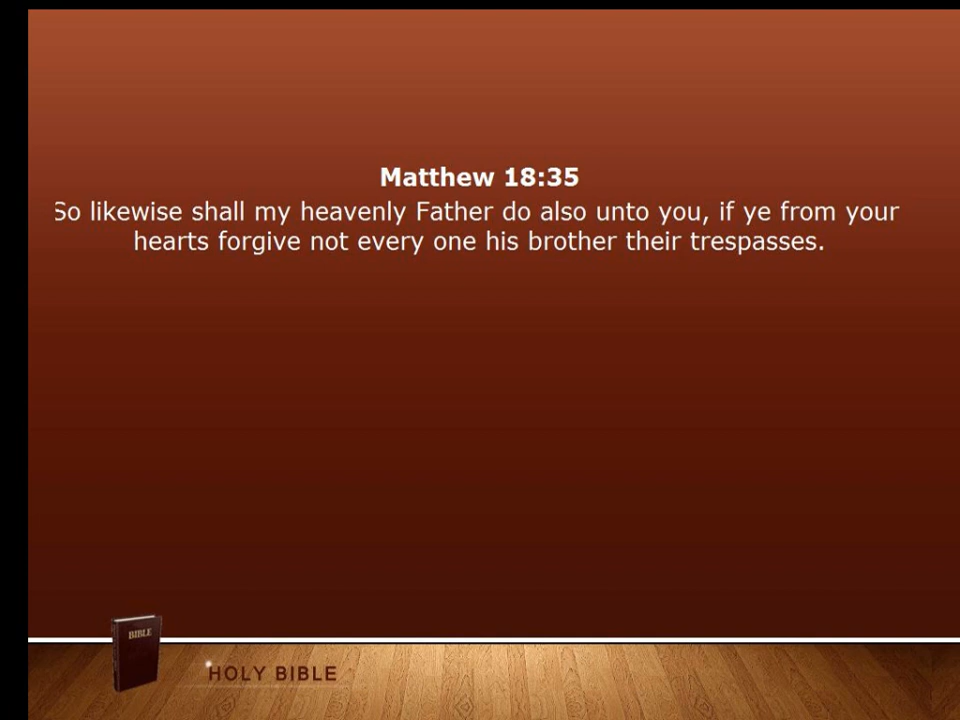 Matthew 18:35
So likewise shall my heavenly Father do also unto you, if ye from your
hearts forgive not every one his brother their trespasses.
BIBLE
HOLY BIBLE